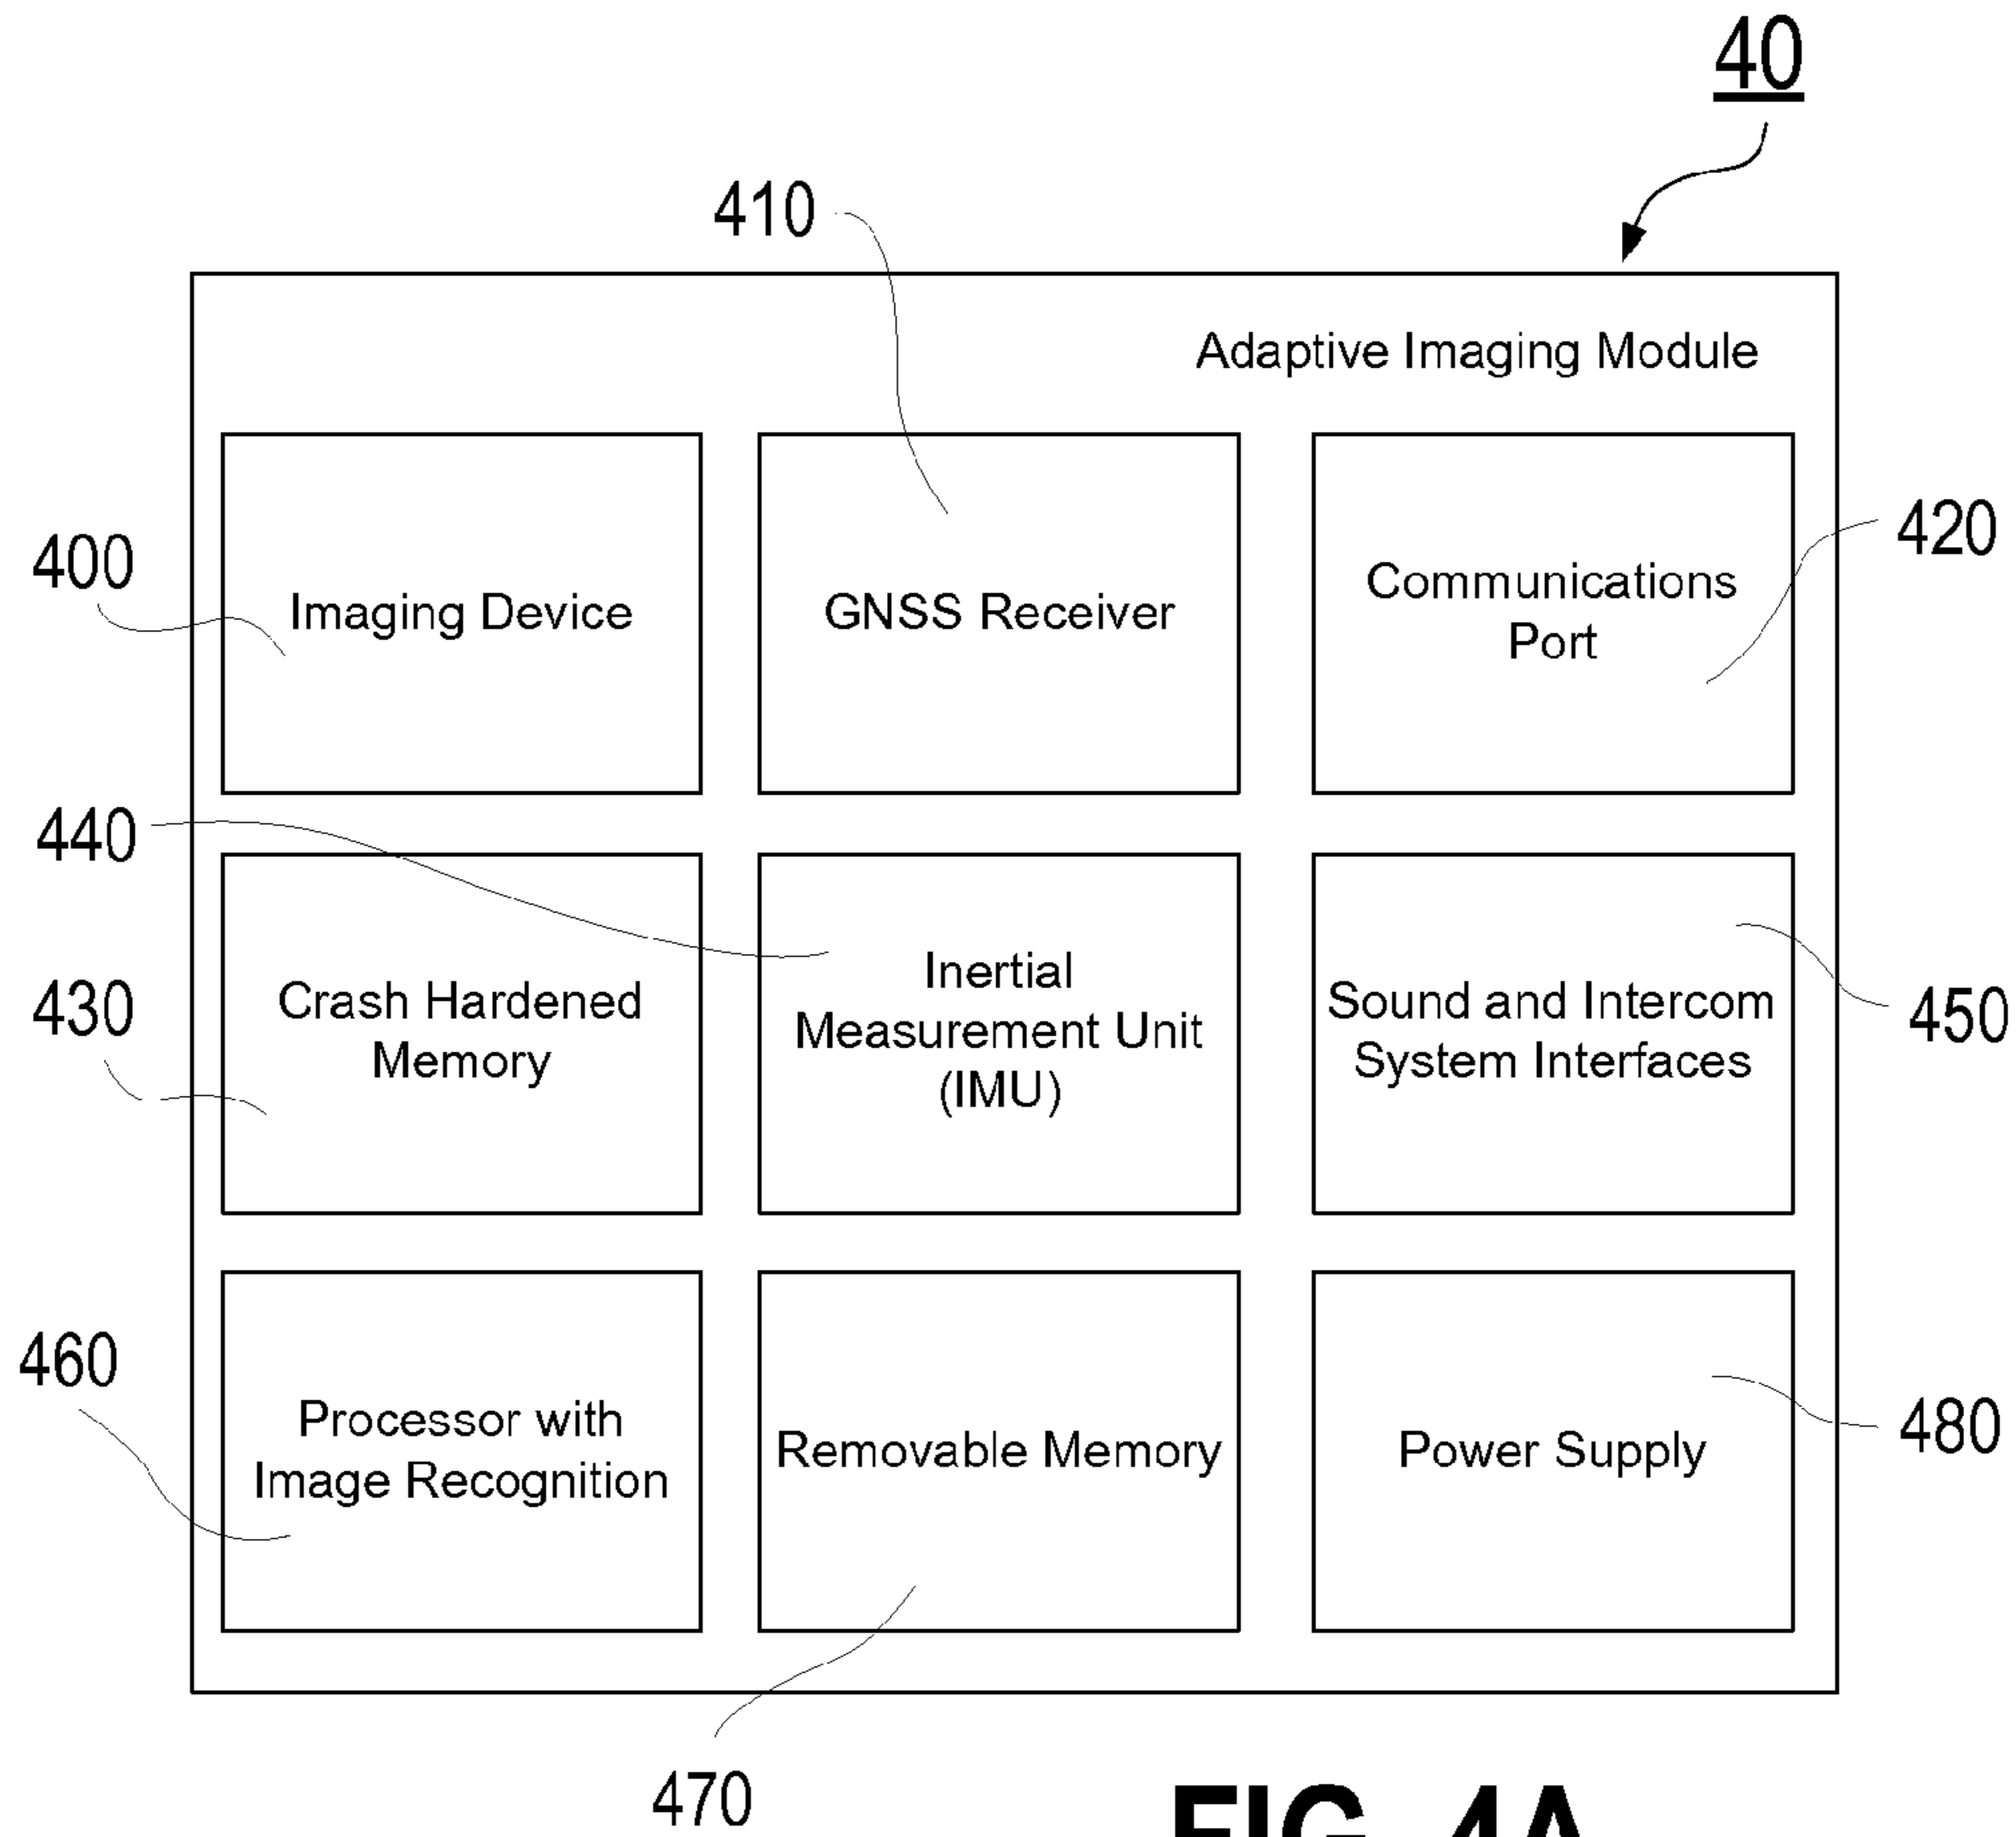 40
410
Adaptive Imaging Module
400
Imaging Device
GNSS Receiver
Communications
Port
420
440
430
Crash Hardened
Memory
Inertial
Measurement Unit
(IMU)
Sound and Intercom
System Interfaces
450
460
Processor with
Image Recognition
Removable Memory
Power Supply
480
470
FIG. 4A